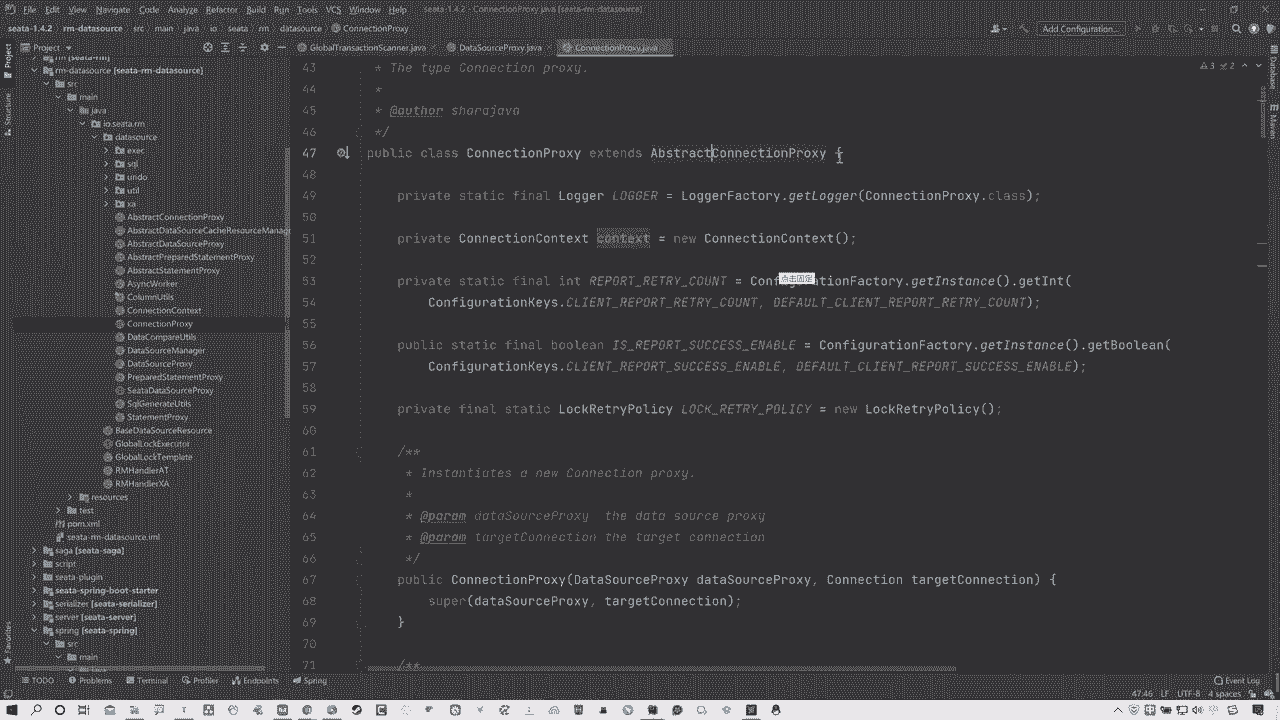 File Edit View Navigate Code Analyze Refactor Build Run Tools VCS Window Help seata-1.4.2 - ConnectionProxy.java [seata-rm-datasource]
seata-1.4.2 rm-datasource src main java io seata rm datasource ConnectionProxy
Add Configuration...
Project
GlobalTransactionScanner.java DataSourceProxy.java ConnectionProxy.java
rm [seata-rm]
rm-datasource [seata-rm-datasource]
src
main
java
io.seata.rm
datasource
exec
sql
undo
util
xa
AbstractConnectionProxy
AbstractDataSourceCacheResourceManage
AbstractDataSourceProxy
AbstractPreparedStatementProxy
AbstractStatementProxy
AsyncWorker
ColumnUtils
ConnectionContext
ConnectionProxy
DataCompareUtils
DataSourceManager
DataSourceProxy
PreparedStatementProxy
SeataDataSourceProxy
SqlGenerateUtils
StatementProxy
BaseDataSourceResource
GlobalLockExecutor
GlobalLockTemplate
RMHandlerAT
RMHandlerXA
resources
test
pom.xml
seata-rm-datasource.iml
saga [seata-saga]
script
seata-plugin
seata-spring-boot-starter
serializer [seata-serializer]
server [seata-server]
spring [seata-spring]
src
main
Project
Structure
Favorites
Database
Maven
3 2
43 * The type Connection proxy.
44 *
45 * @author sharajava
46 */
47 public class ConnectionProxy extends AbstractConnectionProxy {
48
49 private static final Logger LOGGER = LoggerFactory.getLogger(ConnectionProxy.class);
50
51 private ConnectionContext context = new ConnectionContext();
52
点击固定
53 private static final int REPORT_RETRY_COUNT = ConfigurationFactory.getInstance().getInt(
54 ConfigurationKeys.CLIENT_REPORT_RETRY_COUNT, DEFAULT_CLIENT_REPORT_RETRY_COUNT);
55
56 public static final boolean IS_REPORT_SUCCESS_ENABLE = ConfigurationFactory.getInstance().getBoolean(
57 ConfigurationKeys.CLIENT_REPORT_SUCCESS_ENABLE, DEFAULT_CLIENT_REPORT_SUCCESS_ENABLE);
58
59 private final static LockRetryPolicy LOCK_RETRY_POLICY = new LockRetryPolicy();
60
61 /**
62 * Instantiates a new Connection proxy.
63 *
64 * @param dataSourceProxy the data source proxy
65 * @param targetConnection the target connection
66 */
67 public ConnectionProxy(DataSourceProxy dataSourceProxy, Connection targetConnection) {
68 super(dataSourceProxy, targetConnection);
69 }
70
71 /**
TODO Problems Terminal Profiler Endpoints Spring Event Log
47:46 LF UTF-8 4 spaces